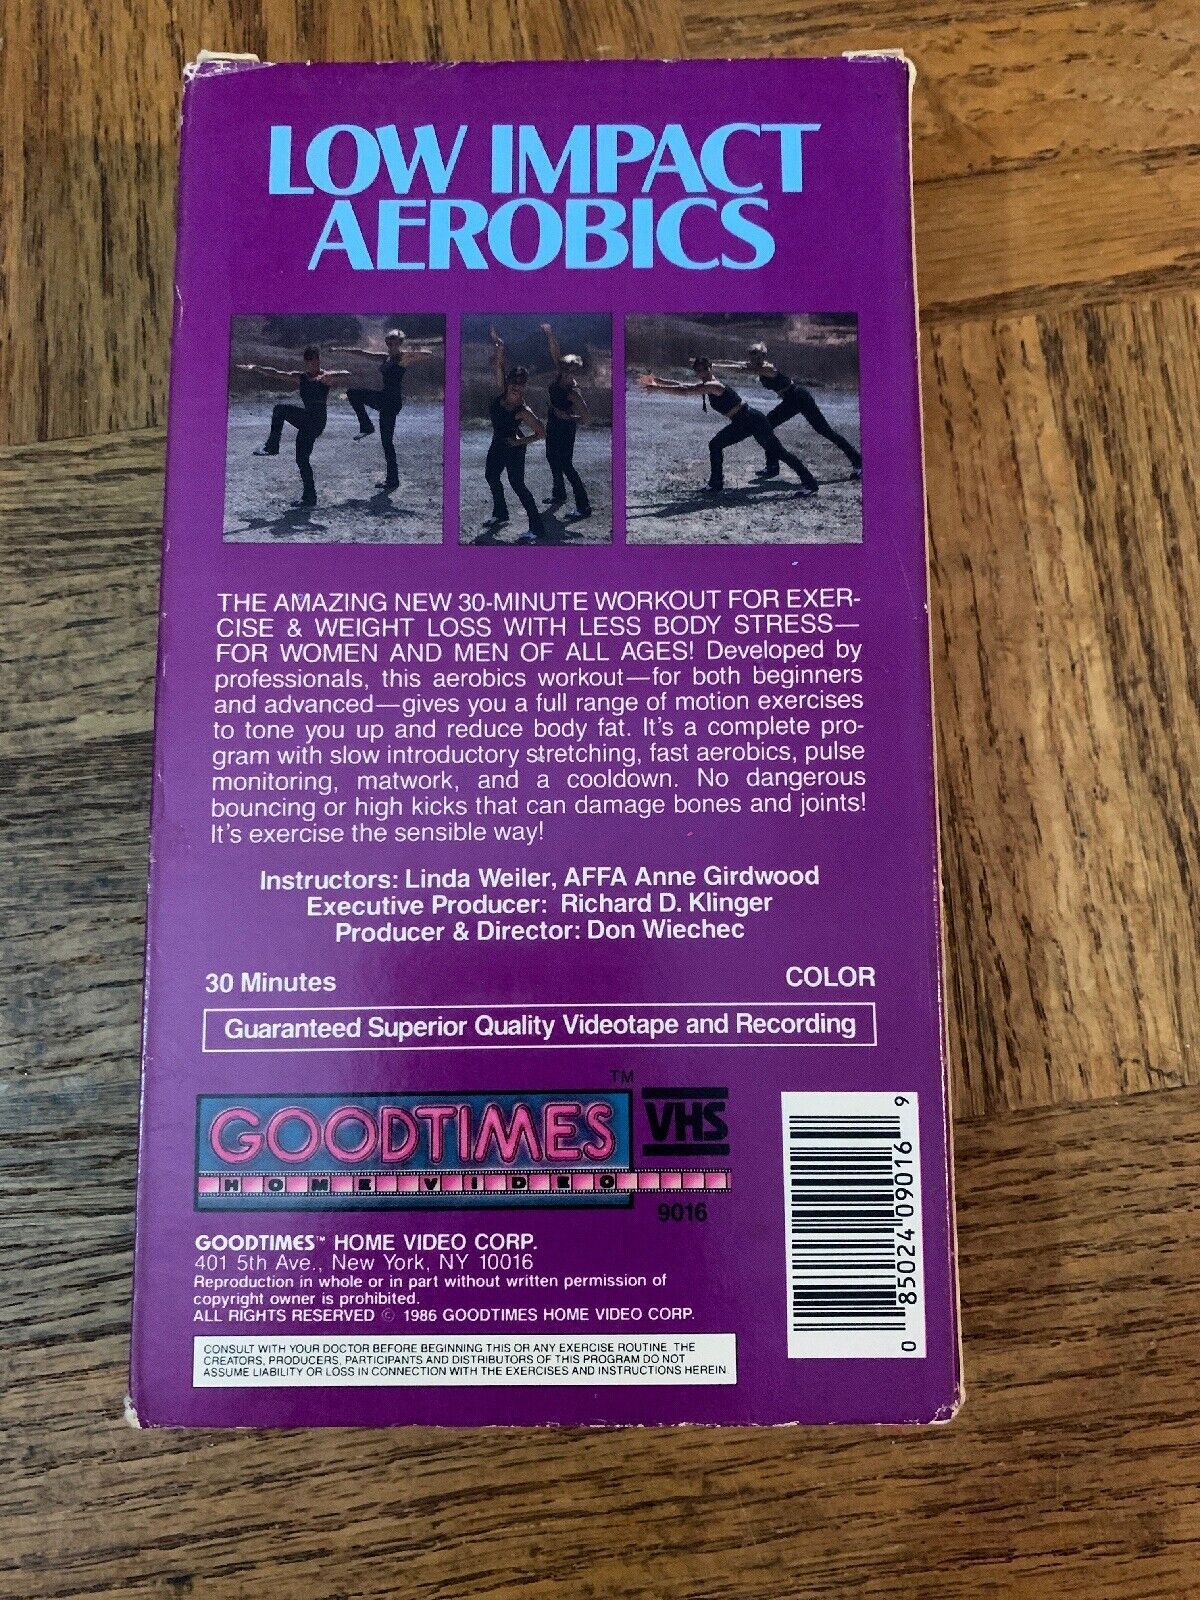 LOW IMPACT
AEROBICS
THE AMAZING NEW 30-MINUTE WORKOUT FOR EXER-
CISE & WEIGHT LOSS WITH LESS BODY STRESS—
FOR WOMEN AND MEN OF ALL AGES! Developed by
professionals, this aerobics workout—for both beginners
and advanced—gives you a full range of motion exercises
to tone you up and reduce body fat. It's a complete pro-
gram with slow introductory stretching, fast aerobics, pulse
monitoring, matwork, and a cooldown. No dangerous
bouncing or high kicks that can damage bones and joints!
It's exercise the sensible way!
Instructors: Linda Weiler, AFFA Anne Girdwood
Executive Producer: Richard D. Klinger
Producer & Director: Don Wiechec
30 Minutes COLOR
Guaranteed Superior Quality Videotape and Recording
GOODTIMES TM
HOME VIDEO
VHS
9016
GOODTIMES™ HOME VIDEO CORP.
401 5th Ave., New York, NY 10016
Reproduction in whole or in part without written permission of
copyright owner is prohibited.
ALL RIGHTS RESERVED © 1986 GOODTIMES HOME VIDEO CORP.
CONSULT WITH YOUR DOCTOR BEFORE BEGINNING THIS OR ANY EXERCISE ROUTINE. THE
CREATORS, PRODUCERS, PARTICIPANTS AND DISTRIBUTORS OF THIS PROGRAM DO NOT
ASSUME LIABILITY OR LOSS IN CONNECTION WITH THE EXERCISES AND INSTRUCTIONS HEREIN.
0 85024 09016 9